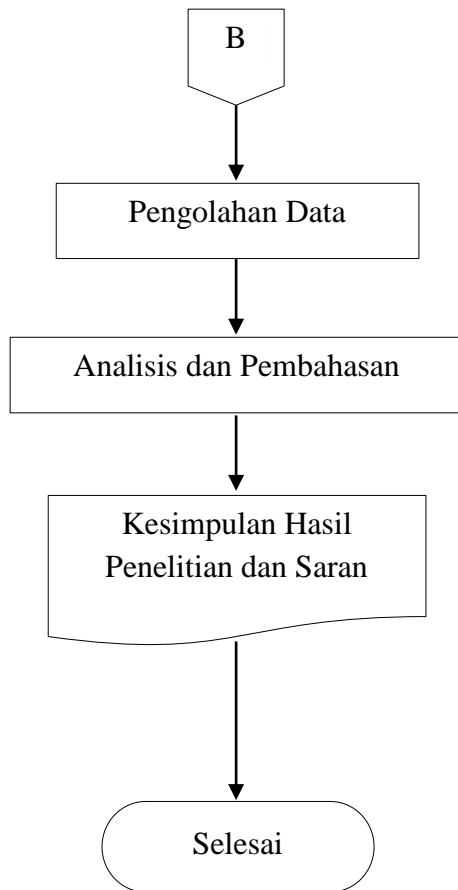 B
Pengolahan Data
Analisis dan Pembahasan
Kesimpulan Hasil
Penelitian dan Saran
Selesai